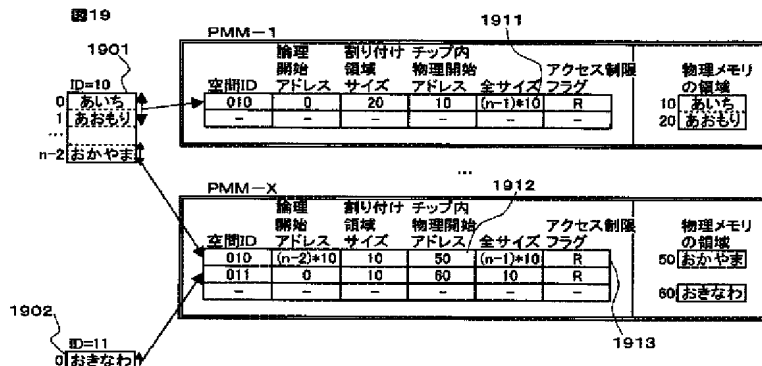 図19
1901
ID=10
0 あいち
1 あおもり
...
n-2 おかやま
PMM-1
1911
空間ID 論理開始アドレス 割り付け領域サイズ チップ内物理開始アドレス 全サイズ アクセス制限フラグ
010 0 20 10 (n-1)*10 R
- - - - - -
物理メモリの領域
10 あいち
20 あおもり
...
PMM-X
1912
空間ID 論理開始アドレス 割り付け領域サイズ チップ内物理開始アドレス 全サイズ アクセス制限フラグ
010 (n-2)*10 10 50 (n-1)*10 R
011 0 10 60 10 R
- - - - - -
物理メモリの領域
50 おかやま
60 おきなわ
1913
1902
ID=11
0 おきなわ